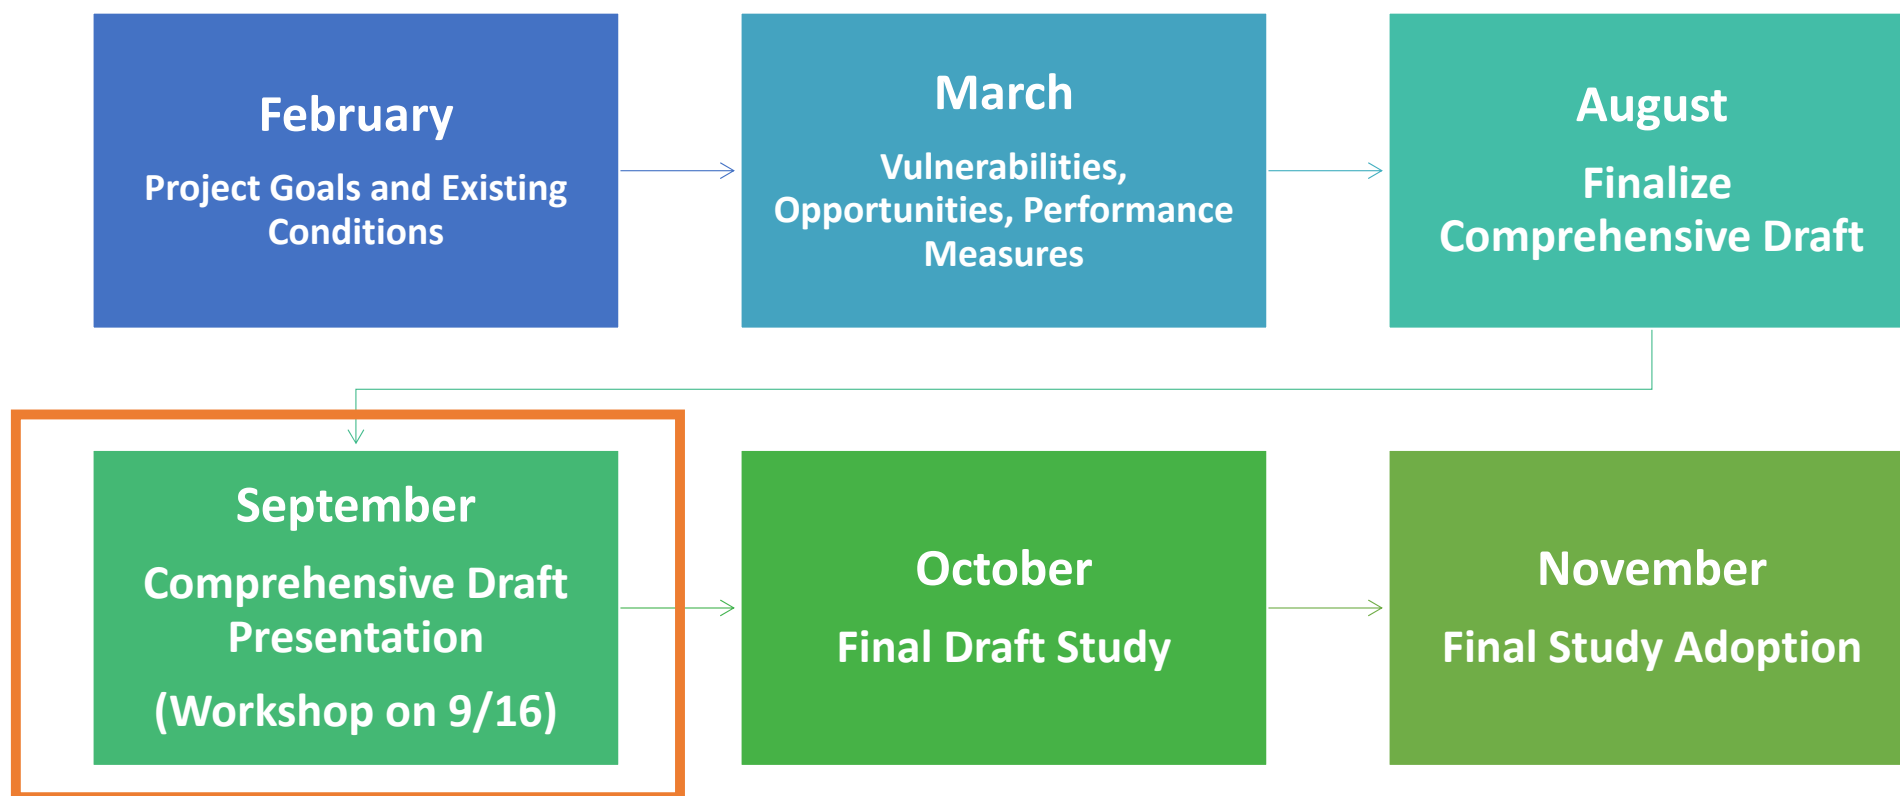 February
Project Goals and Existing
Conditions
March
Vulnerabilities,
Opportunities, Performance
Measures
August
Finalize
Comprehensive Draft
September
Comprehensive Draft
Presentation
(Workshop on 9/16)
October
Final Draft Study
November
Final Study Adoption